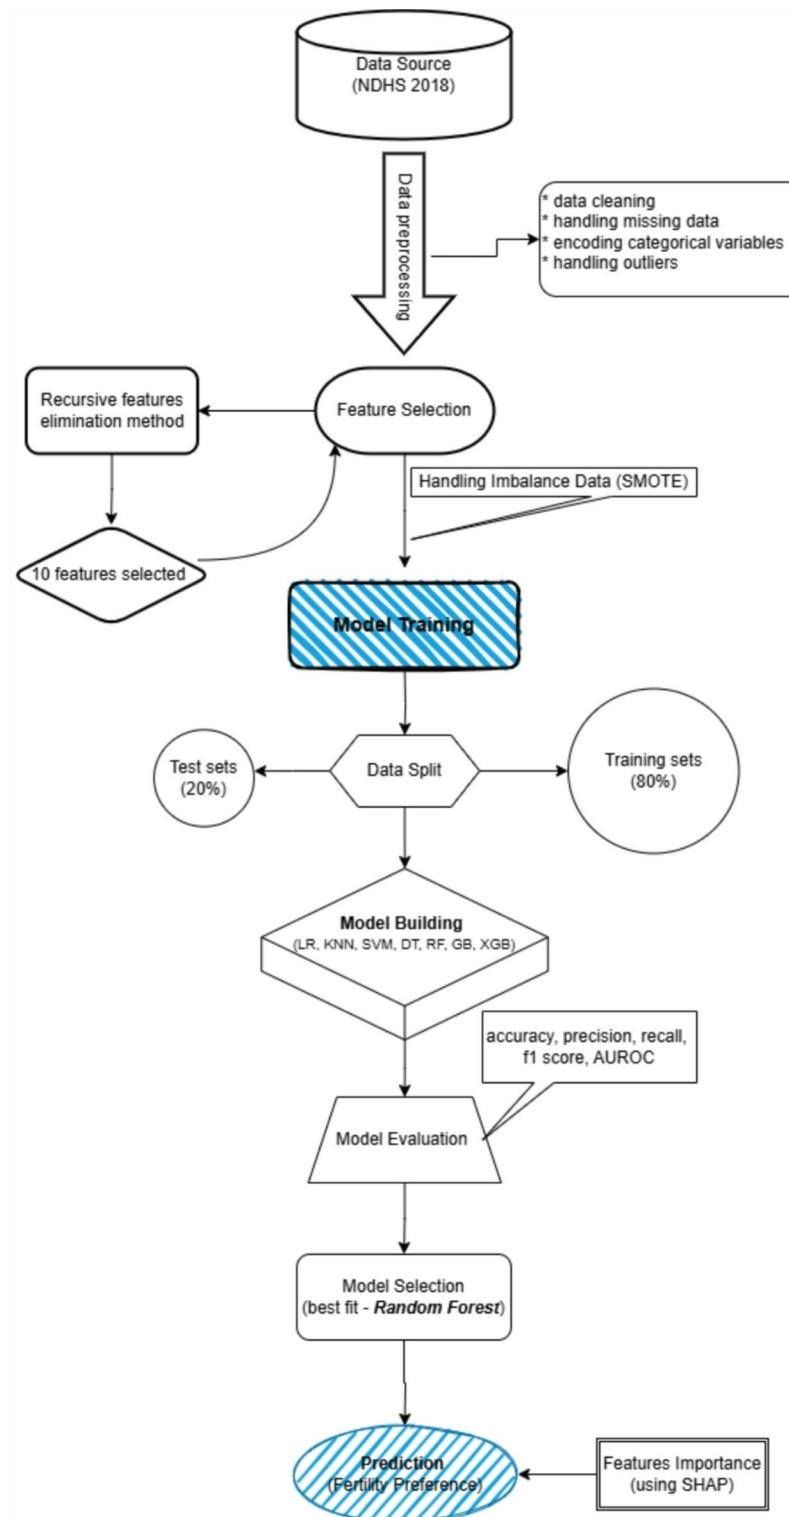 Data Source
(NDHS 2018)
Data preprocessing
* data cleaning
* handling missing data
* encoding categorical variables
* handling outliers
Recursive features
elimination method
Feature Selection
Handling Imbalance Data (SMOTE)
10 features selected
Model Training
Test sets
(20%)
Data Split
Training sets
(80%)
Model Building
(LR, KNN, SVM, DT, RF, GB, XGB)
accuracy, precision, recall,
f1 score, AUROC
Model Evaluation
Model Selection
(best fit - Random Forest)
Prediction
(Fertility Preference)
Features Importance
(using SHAP)